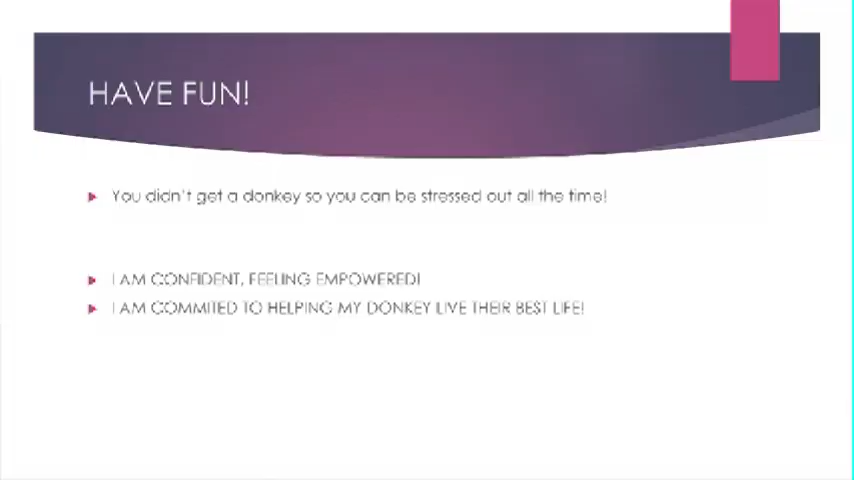 HAVE FUN!
You didn't get a donkey so you can be stressed out all the time!
I AM CONFIDENT, FEELING EMPOWERED!
I AM COMMITED TO HELPING MY DONKEY LIVE THEIR BEST LIFE!